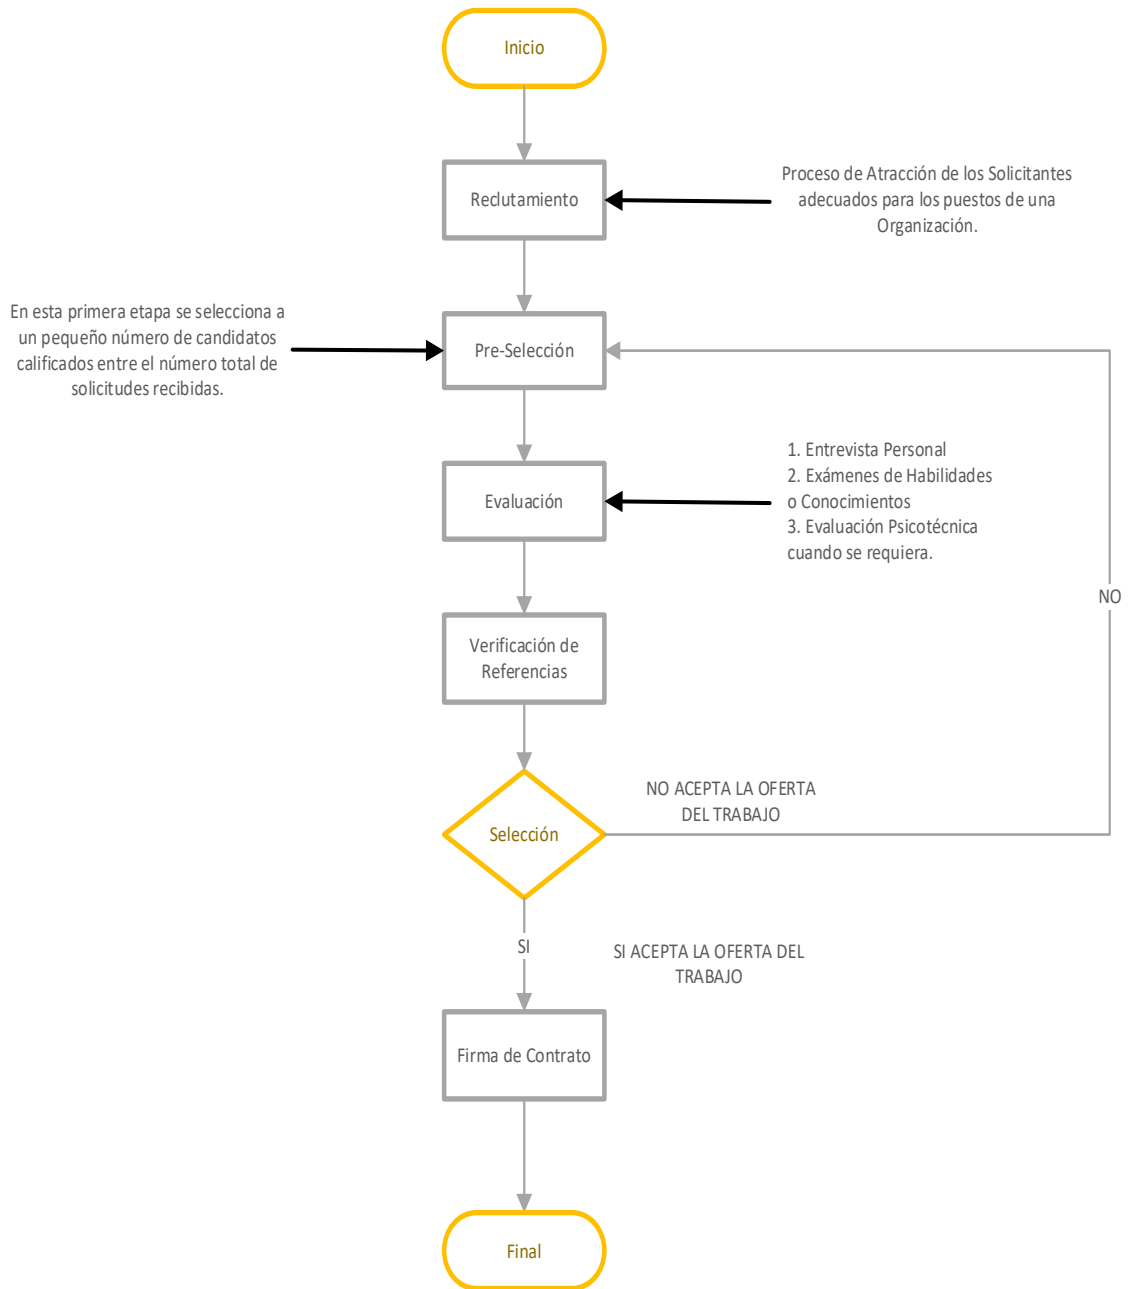 Inicio
Reclutamiento
Proceso de Atracción de los Solicitantes
adecuados para los puestos de una
Organización.
En esta primera etapa se selecciona a
un pequeño número de candidatos
calificados entre el número total de
solicitudes recibidas.
Pre-Selección
Evaluación
1. Entrevista Personal
2. Exámenes de Habilidades
o Conocimientos
3. Evaluación Psicotécnica
cuando se requiera.
NO
Verificación de
Referencias
NO ACEPTA LA OFERTA
DEL TRABAJO
Selección
SI
SI ACEPTA LA OFERTA DEL
TRABAJO
Firma de Contrato
Final